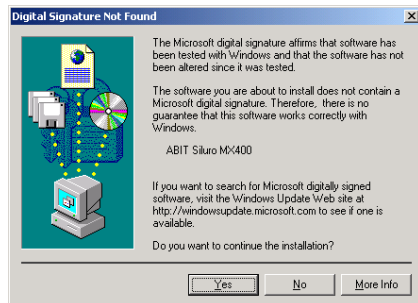 Digital Signature Not Found
The Microsoft digital signature affirms that software has
been tested with Windows and that the software has not
been altered since it was tested.
The software you are about to install does not contain a
Microsoft digital signature. Therefore, there is no
guarantee that this software works correctly with
Windows.
ABIT Siluro MX400
If you want to search for Microsoft digitally signed
software, visit the Windows Update Web site at
http://windowsupdate.microsoft.com to see if one is
available.
Do you want to continue the installation?
Yes No More Info